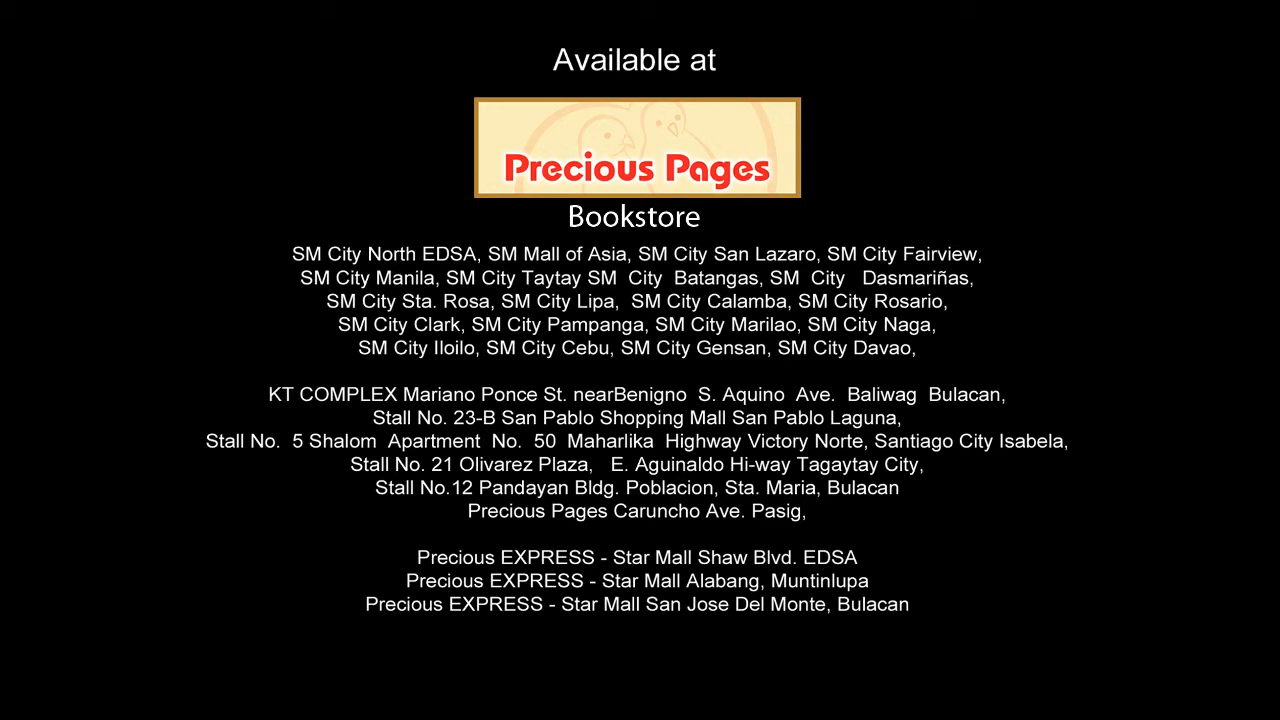 Available at
Precious Pages
Bookstore
SM City North EDSA, SM Mall of Asia, SM City San Lazaro, SM City Fairview,
SM City Manila, SM City Taytay SM  City  Batangas, SM  City   Dasmariñas,
SM City Sta. Rosa, SM City Lipa,  SM City Calamba, SM City Rosario,
SM City Clark, SM City Pampanga, SM City Marilao, SM City Naga,
SM City Iloilo, SM City Cebu, SM City Gensan, SM City Davao,
KT COMPLEX Mariano Ponce St. nearBenigno  S. Aquino  Ave.  Baliwag  Bulacan,
Stall No. 23-B San Pablo Shopping Mall San Pablo Laguna,
Stall No.  5 Shalom  Apartment  No.  50  Maharlika  Highway Victory Norte, Santiago City Isabela,
Stall No. 21 Olivarez Plaza,   E. Aguinaldo Hi-way Tagaytay City,
Stall No.12 Pandayan Bldg. Poblacion, Sta. Maria, Bulacan
Precious Pages Caruncho Ave. Pasig,
Precious EXPRESS - Star Mall Shaw Blvd. EDSA
Precious EXPRESS - Star Mall Alabang, Muntinlupa
Precious EXPRESS - Star Mall San Jose Del Monte, Bulacan